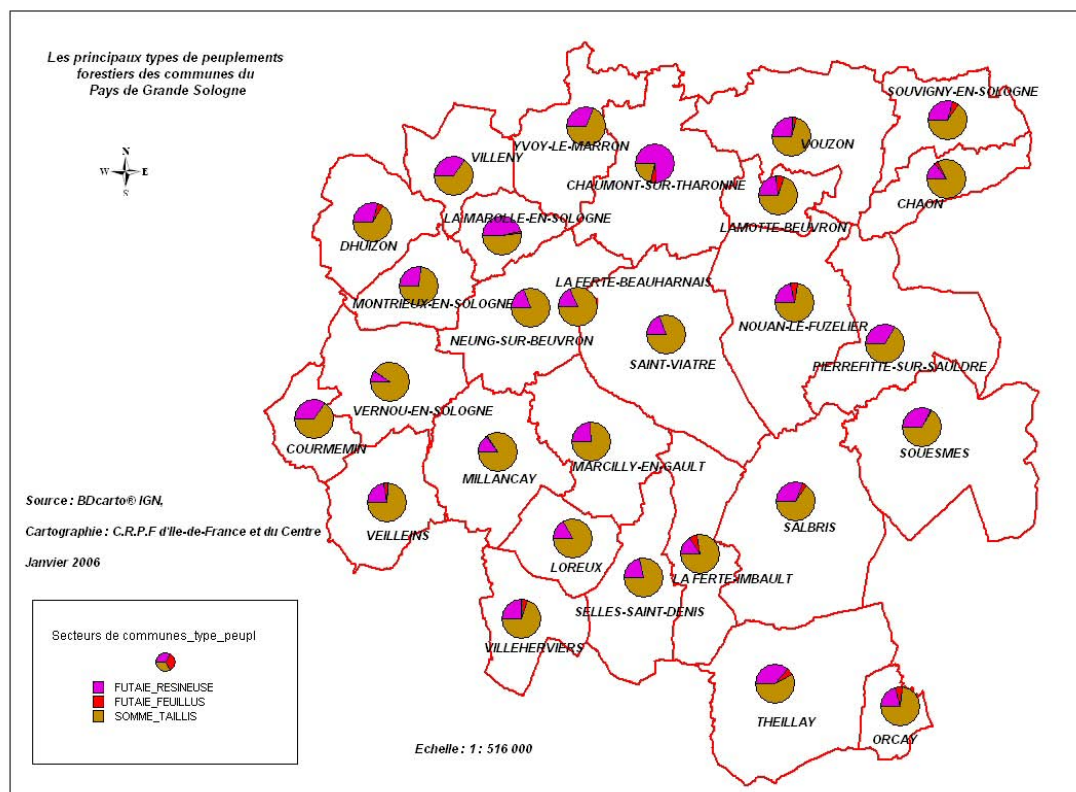 Les principaux types de peuplements
forestiers des communes du
Pays de Grande Sologne
N
W E
S
SOUVIGNY-EN-SOLOGNE
YVOY-LE-MARRON
VOUZON
VILLENY
CHAUMONT-SUR-THARONNE
CHAON
LAMOTTE-BEUVRON
LA MAROLLE-EN-SOLOGNE
DHUIZON
LA FERTE-BEAUHARNAIS
MONTRIEUX-EN-SOLOGNE
NOUAN-LE-FUZELIER
NEUNG-SUR-BEUVRON
SAINT-VIATRE
PIERREFITTE-SUR-SAULDRE
VERNOU-EN-SOLOGNE
COURMEMIN
SOUESMES
MARCILLY-EN-GAULT
MILLANCAY
Source : BDcarto® IGN,
SALBRIS
Cartographie : C.R.P.F d'Ile-de-France et du Centre
VEILLEINS
Janvier 2006
LOREUX
LA FERTE-IMBAULT
SELLES-SAINT-DENIS
VILLEHERVIERS
Secteurs de communes_type_peupl
FUTAIE_RESINEUSE
FUTAIE_FEUILLUS
SOMME_TAILLIS
THEILLAY
ORCAY
Echelle : 1 : 516 000